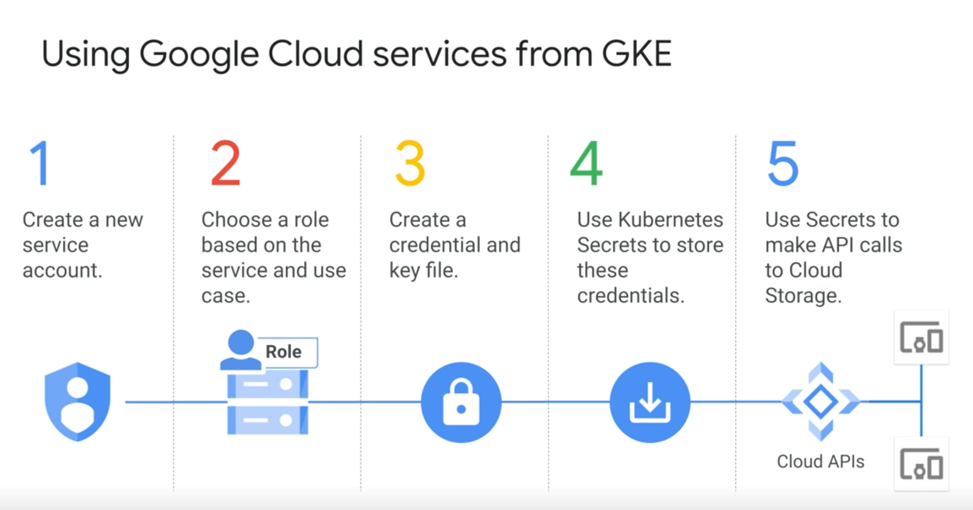 Using Google Cloud services from GKE
1
Create a new
service
account.
2
Choose a role
based on the
service and use
case.
3
Create a
credential and
key file.
4
Use Kubernetes
Secrets to store
these
credentials.
5
Use Secrets to
make API calls
to Cloud
Storage.
Role
Cloud APIs